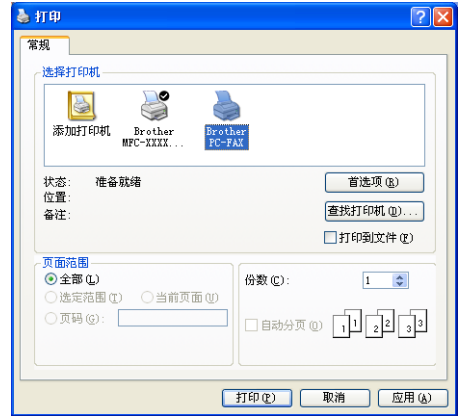 打印
常规
选择打印机
添加打印机
Brother
MFC-XXXX...
Brother
PC-FAX
状态: 准备就绪
位置:
备注:
首选项(R)
查找打印机(D)...
打印到文件(F)
页面范围
全部(L)
选定范围(T) 当前页面(U)
页码(G):
份数(C): 1
自动分页(O)
1 1 2 2 3 3
打印(P) 取消 应用(A)